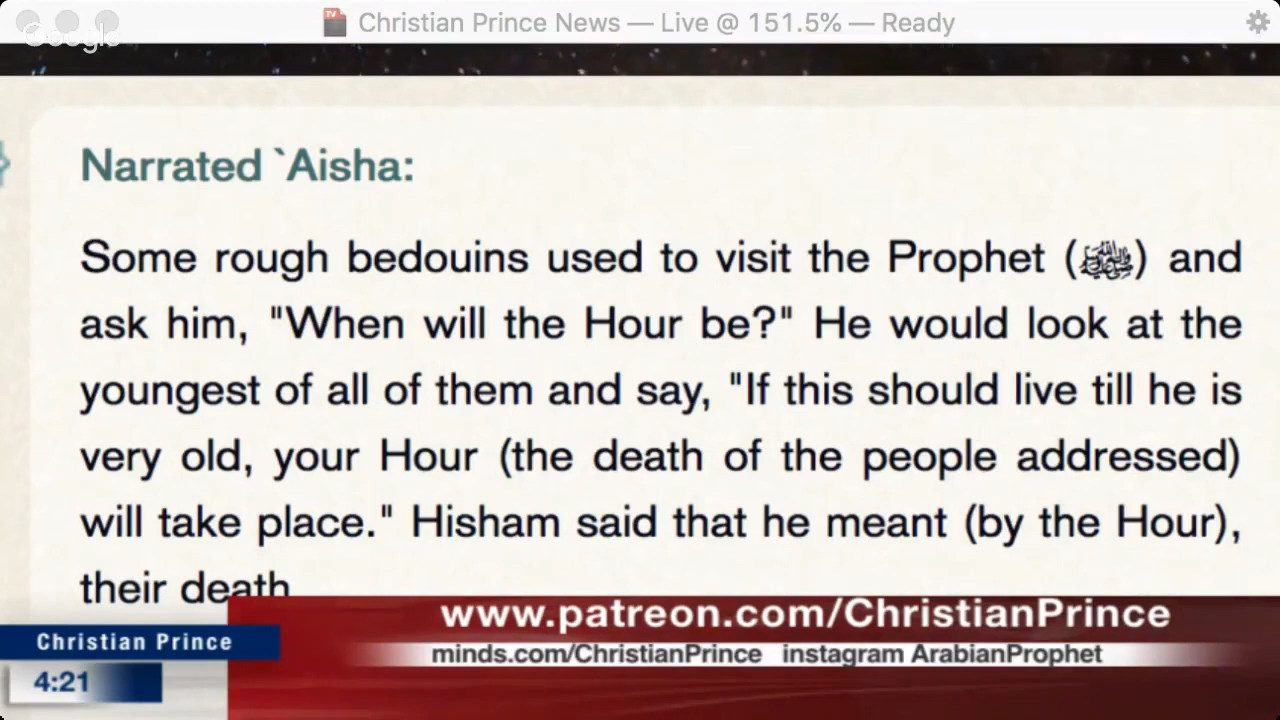 Christian Prince News — Live @ 151.5% — Ready
Google
Narrated `Aisha:
Some rough bedouins used to visit the Prophet (ﷺ) and
ask him, "When will the Hour be?" He would look at the
youngest of all of them and say, "If this should live till he is
very old, your Hour (the death of the people addressed)
will take place." Hisham said that he meant (by the Hour),
their death
www.patreon.com/ChristianPrince
Christian Prince
minds.com/ChristianPrince instagram ArabianProphet
4:21